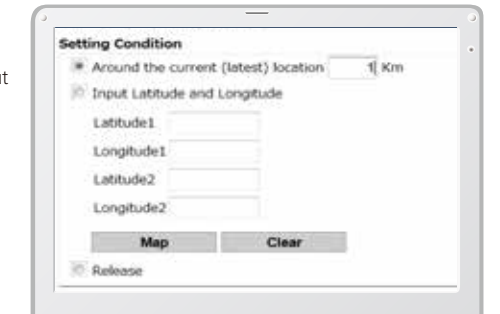 Setting Condition
Around the current (latest) location 1 Km
Input Latitude and Longitude
Latitude1
Longitude1
Latitude2
Longitude2
Map Clear
Release